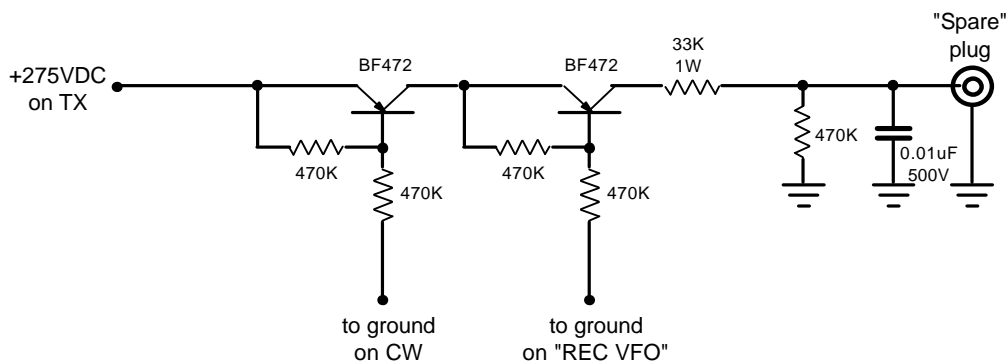 "Spare"
plug
33K
1W
BF472
BF472
+275VDC
on TX
470K
470K
470K
470K
470K
0.01uF
500V
to ground
on CW
to ground
on "REC VFO"